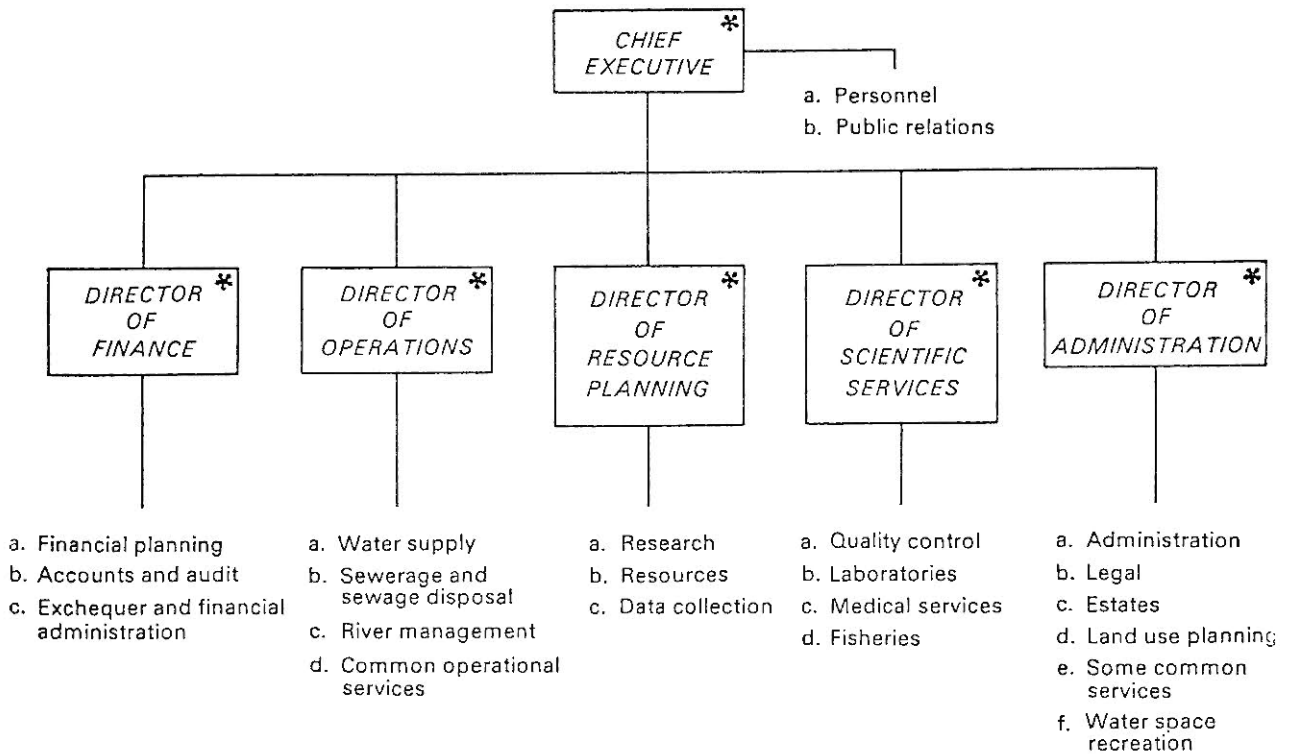 CHIEF *
EXECUTIVE
a. Personnel
b. Public relations
DIRECTOR *
OF
FINANCE
DIRECTOR *
OF
OPERATIONS
DIRECTOR *
OF
RESOURCE
PLANNING
DIRECTOR *
OF
SCIENTIFIC
SERVICES
DIRECTOR *
OF
ADMINISTRATION
a. Financial planning
b. Accounts and audit
c. Exchequer and financial
administration
a. Water supply
b. Sewerage and
sewage disposal
c. River management
d. Common operational
services
a. Research
b. Resources
c. Data collection
a. Quality control
b. Laboratories
c. Medical services
d. Fisheries
a. Administration
b. Legal
c. Estates
d. Land use planning
e. Some common
services
f. Water space
recreation